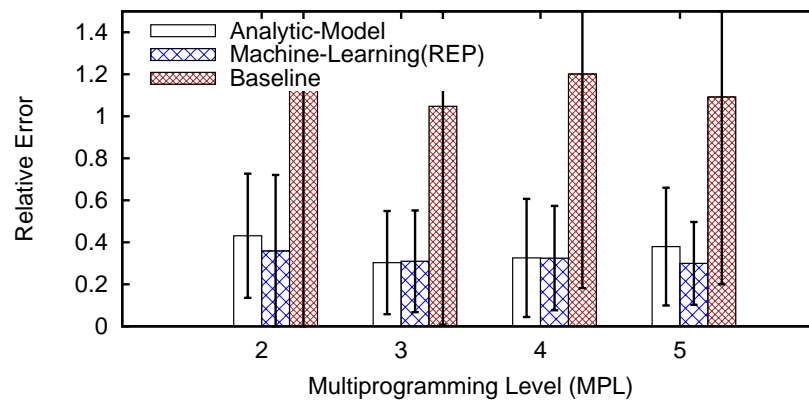 Analytic-Model
Machine-Learning(REP)
Baseline
1.4
1.2
1
0.8
0.6
0.4
0.2
0
Relative Error
2 3 4 5
Multiprogramming Level (MPL)